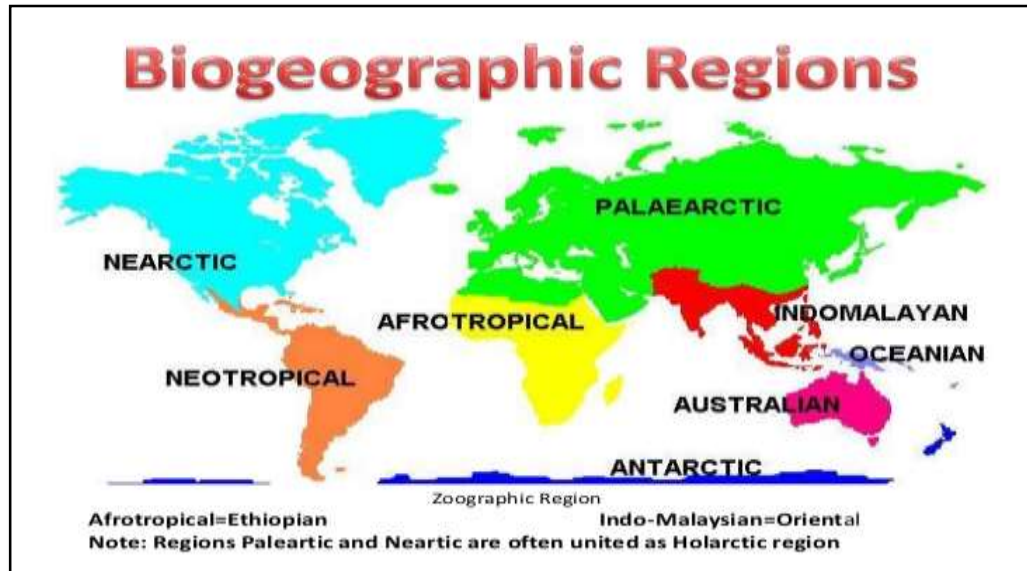 Biogeographic Regions
PALAEARCTIC
NEARCTIC
AFROTROPICAL
INDOMALAYAN
OCEANIAN
NEOTROPICAL
AUSTRALIAN
ANTARCTIC
Zoographic Region
Afrotropical=Ethiopian Indo-Malaysian=Oriental
Note: Regions Paleartic and Neartic are often united as Holarctic region